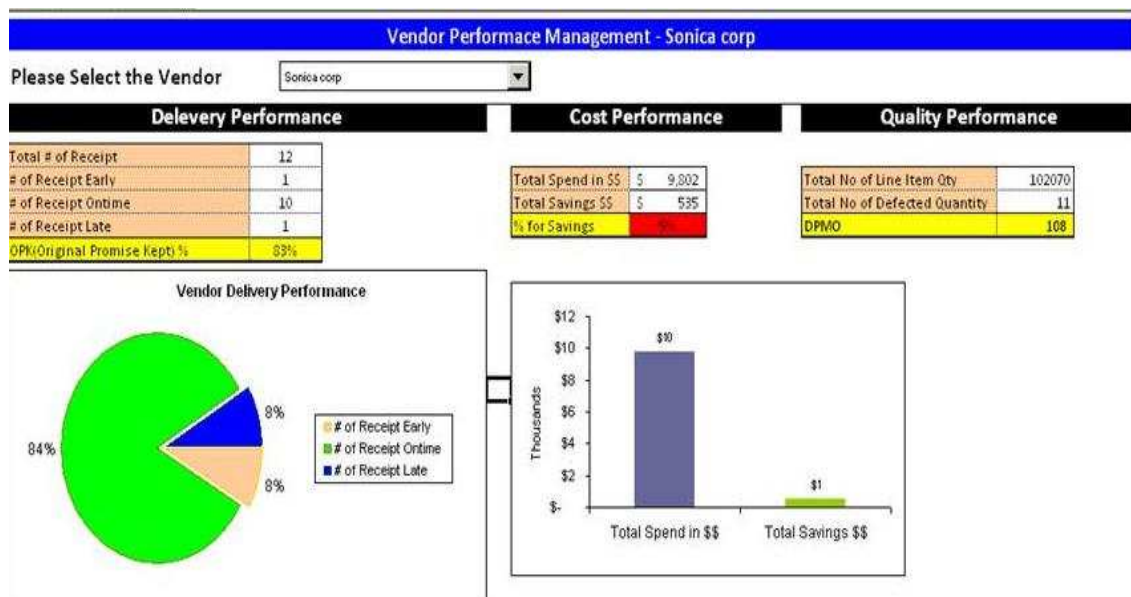 Vendor Performace Management - Sonica corp
Please Select the Vendor
Sonica corp
Delevery Performance
Cost Performance
Quality Performance
Total # of Receipt 12
# of Receipt Early 1
# of Receipt Ontime 10
# of Receipt Late 1
OPK(Original Promise Kept) % 83%
Total Spend in $$ $ 9,802
Total Savings $$ $ 535
% for Savings
Total No of Line Item Qty 102070
Total No of Defected Quantity 11
DPMO 108
Vendor Delivery Performance
84%
8%
8%
# of Receipt Early
# of Receipt Ontime
# of Receipt Late
Thousands
$12
$10
$8
$6
$4
$2
$-
$10
$1
Total Spend in $$
Total Savings $$